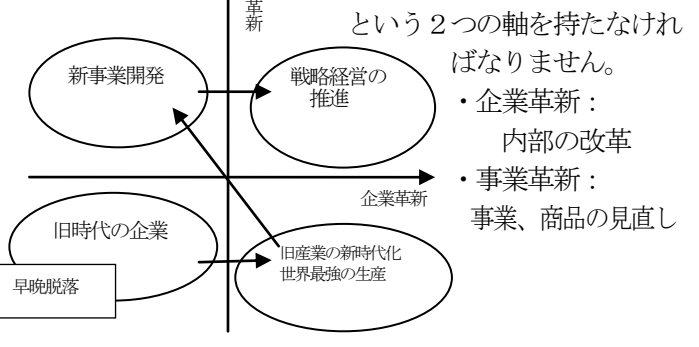 革新
という２つの軸を持たなけれ
ばなりません。
・企業革新：
内部の改革
・事業革新：
事業、商品の見直し
新事業開発
戦略経営の
推進
企業革新
旧時代の企業
旧産業の新時代化
世界最強の生産
早晩脱落